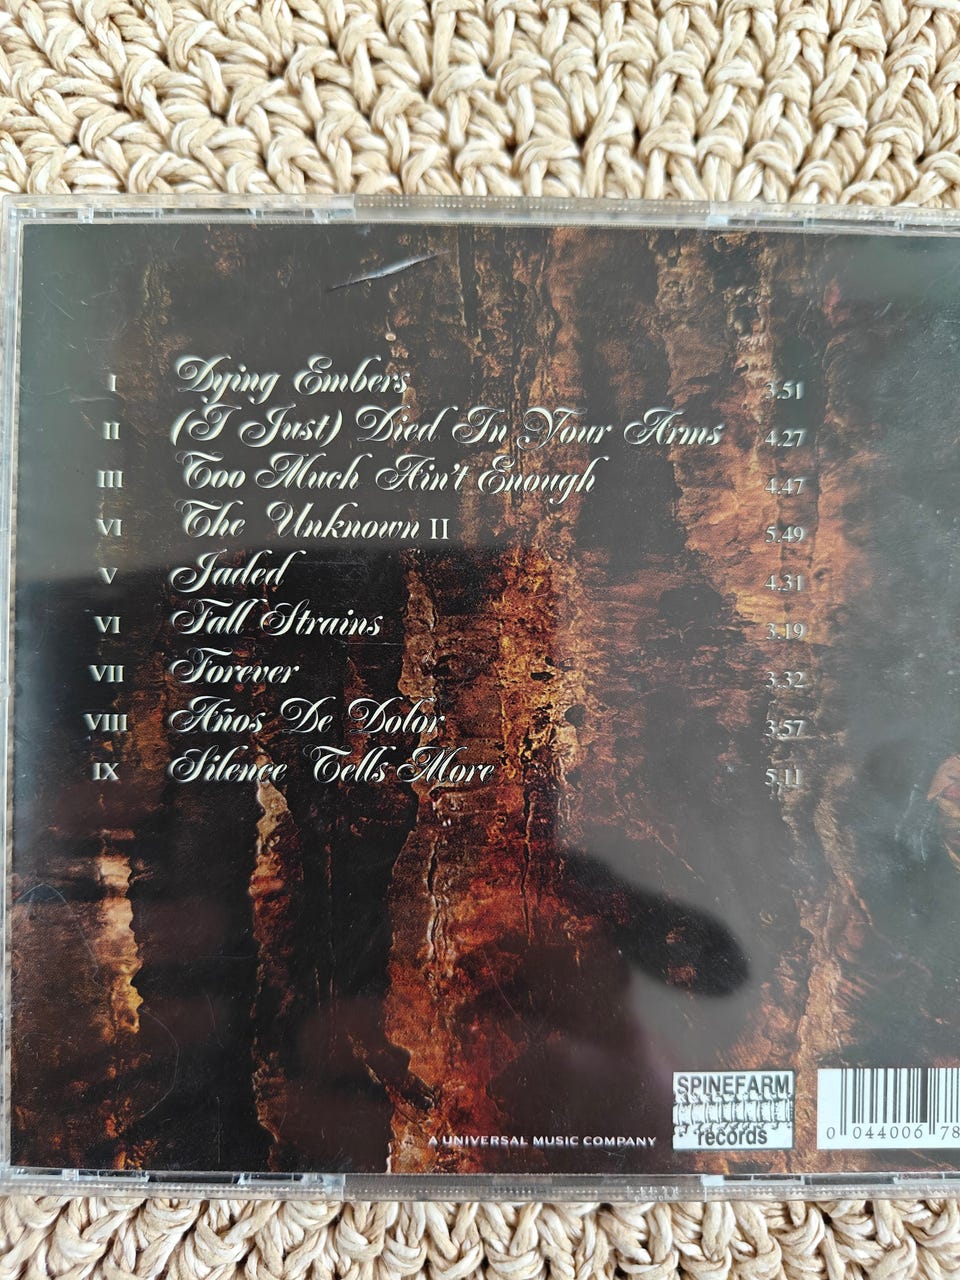 I Dying Embers 3.51
II (I Just) Died In Your Arms 4.27
III Too Much Ain't Enough 4.47
VI The Unknown II 5.49
V Jaded 4.31
VI Fall Strains 3.19
VII Forever 3.32
VIII Años De Dolor 3.57
IX Silence Tells More 5.11
SPINEFARM
records
A UNIVERSAL MUSIC COMPANY
0 044006 78